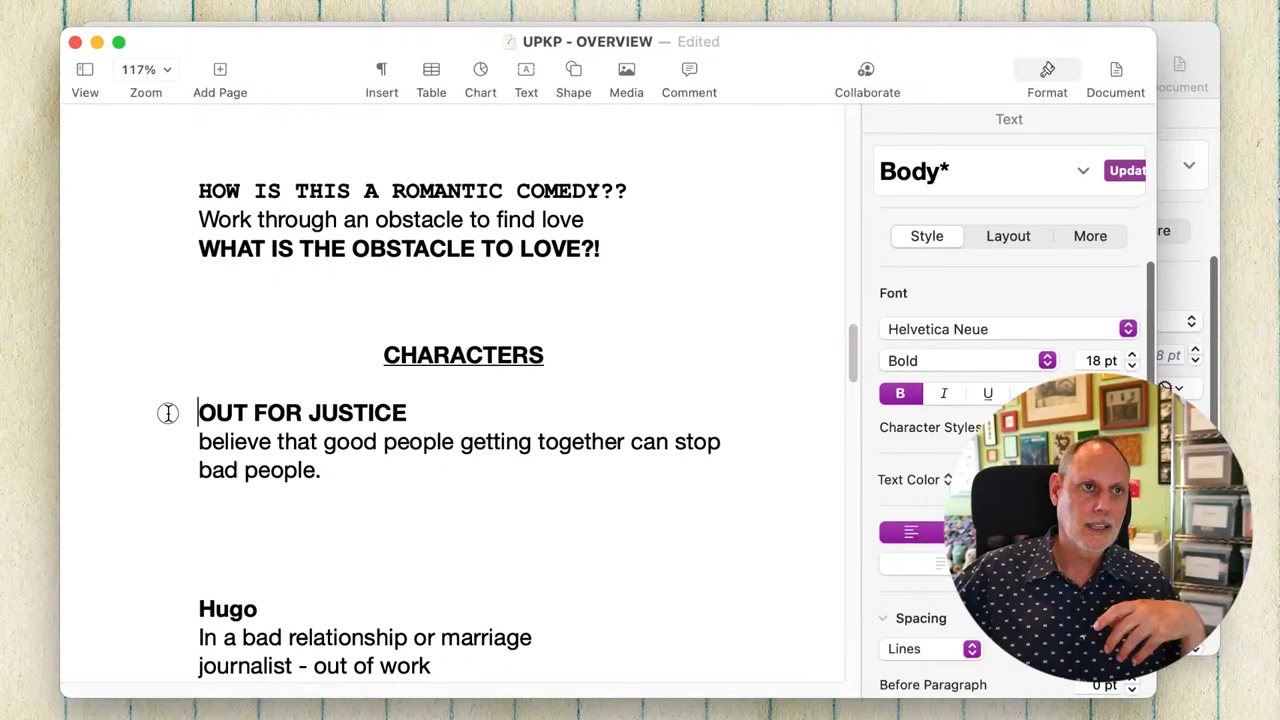 UPKP - OVERVIEW — Edited
117%
View
Zoom
Add Page
Insert
Table
Chart
Text
Shape
Media
Comment
Collaborate
Format
Document
ocument
Text
HOW IS THIS A ROMANTIC COMEDY??
Work through an obstacle to find love
WHAT IS THE OBSTACLE TO LOVE?!
CHARACTERS
OUT FOR JUSTICE
believe that good people getting together can stop
bad people.
Hugo
In a bad relationship or marriage
journalist - out of work
Body*
Updat
Style
Layout
More
re
Font
Helvetica Neue
Bold
18 pt
8 pt
B
I
U
Character Styles
Text Color
Spacing
Lines
Before Paragraph
0 pt